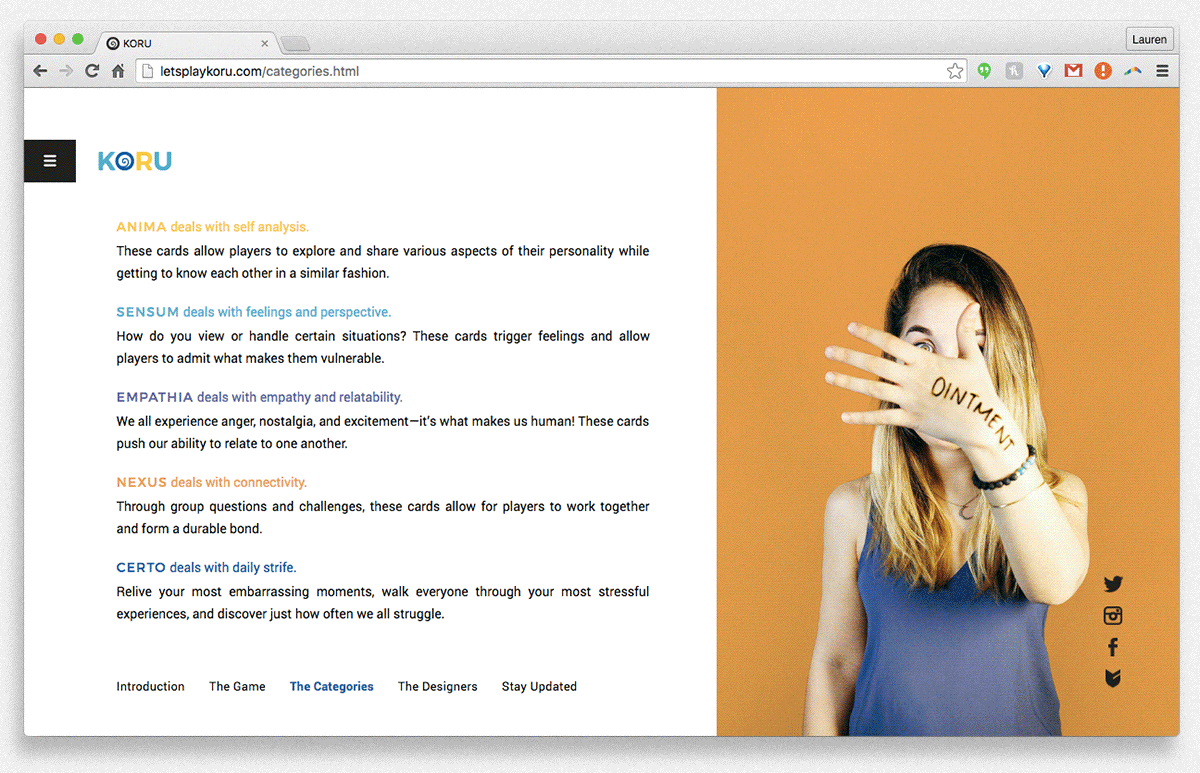 KORU
Lauren
letsplaykoru.com/categories.html
KORU
ANIMA deals with self analysis.
These cards allow players to explore and share various aspects of their personality while
getting to know each other in a similar fashion.
SENSUM deals with feelings and perspective.
How do you view or handle certain situations? These cards trigger feelings and allow
players to admit what makes them vulnerable.
EMPATHIA deals with empathy and relatability.
We all experience anger, nostalgia, and excitement—it's what makes us human! These cards
push our ability to relate to one another.
NEXUS deals with connectivity.
Through group questions and challenges, these cards allow for players to work together
and form a durable bond.
CERTO deals with daily strife.
Relive your most embarrassing moments, walk everyone through your most stressful
experiences, and discover just how often we all struggle.
Introduction The Game The Categories The Designers Stay Updated
OINTMENT